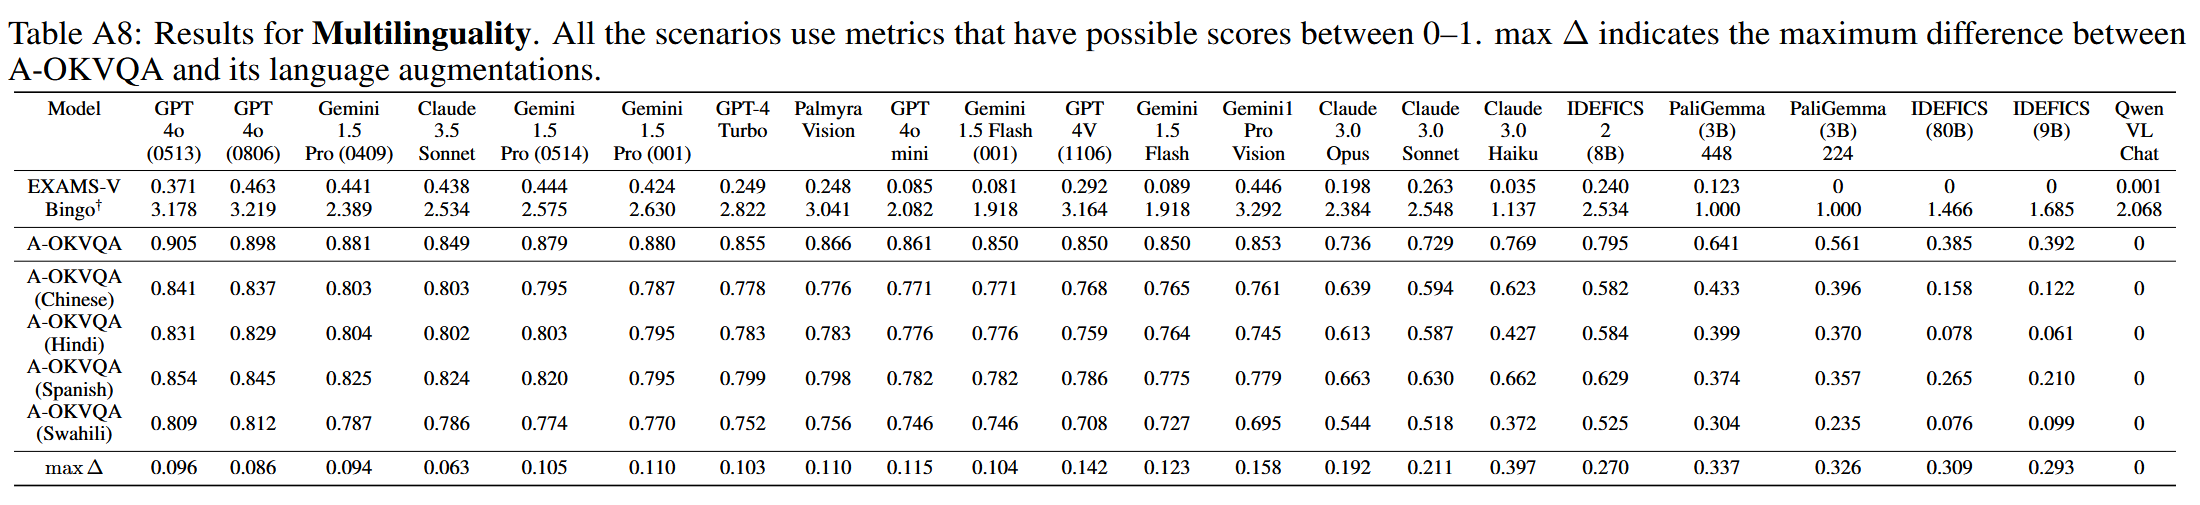 Table A8: Results for Multilinguality. All the scenarios use metrics that have possible scores between 0–1. max Δ indicates the maximum difference between
A-OKVQA and its language augmentations.
Model GPT 4o (0513) GPT 4o (0806) Gemini 1.5 Pro (0409) Claude 3.5 Sonnet Gemini 1.5 Pro (0514) Gemini 1.5 Pro (001) GPT-4 Turbo Palmyra Vision GPT 4o mini Gemini 1.5 Flash (001) GPT 4V (1106) Gemini 1.5 Flash Gemini1 Pro Vision Claude 3.0 Opus Claude 3.0 Sonnet Claude 3.0 Haiku IDEFICS 2 (8B) PaliGemma (3B) 448 PaliGemma (3B) 224 IDEFICS (80B) IDEFICS (9B) Qwen VL Chat
EXAMS-V 0.371 0.463 0.441 0.438 0.444 0.424 0.249 0.248 0.085 0.081 0.292 0.089 0.446 0.198 0.263 0.035 0.240 0.123 0 0 0 0.001
Bingo† 3.178 3.219 2.389 2.534 2.575 2.630 2.822 3.041 2.082 1.918 3.164 1.918 3.292 2.384 2.548 1.137 2.534 1.000 1.000 1.466 1.685 2.068
A-OKVQA 0.905 0.898 0.881 0.849 0.879 0.880 0.855 0.866 0.861 0.850 0.850 0.850 0.853 0.736 0.729 0.769 0.795 0.641 0.561 0.385 0.392 0
A-OKVQA (Chinese) 0.841 0.837 0.803 0.803 0.795 0.787 0.778 0.776 0.771 0.771 0.768 0.765 0.761 0.639 0.594 0.623 0.582 0.433 0.396 0.158 0.122 0
A-OKVQA (Hindi) 0.831 0.829 0.804 0.802 0.803 0.795 0.783 0.783 0.776 0.776 0.759 0.764 0.745 0.613 0.587 0.427 0.584 0.399 0.370 0.078 0.061 0
A-OKVQA (Spanish) 0.854 0.845 0.825 0.824 0.820 0.795 0.799 0.798 0.782 0.782 0.786 0.775 0.779 0.663 0.630 0.662 0.629 0.374 0.357 0.265 0.210 0
A-OKVQA (Swahili) 0.809 0.812 0.787 0.786 0.774 0.770 0.752 0.756 0.746 0.746 0.708 0.727 0.695 0.544 0.518 0.372 0.525 0.304 0.235 0.076 0.099 0
max Δ 0.096 0.086 0.094 0.063 0.105 0.110 0.103 0.110 0.115 0.104 0.142 0.123 0.158 0.192 0.211 0.397 0.270 0.337 0.326 0.309 0.293 0